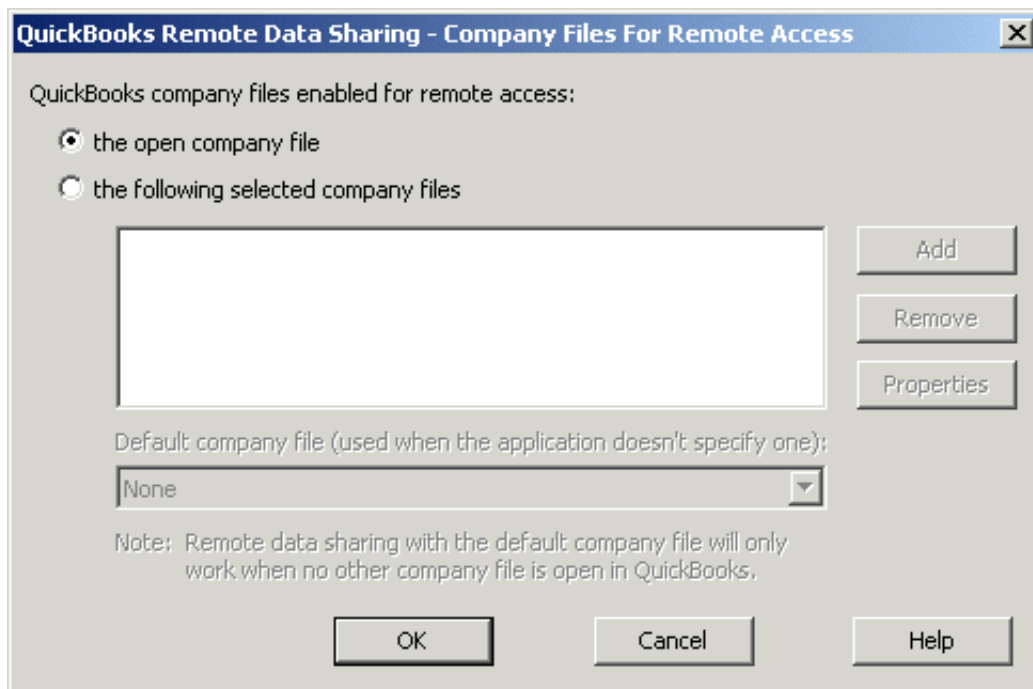 QuickBooks Remote Data Sharing - Company Files For Remote Access
QuickBooks company files enabled for remote access:
the open company file
the following selected company files
Add
Remove
Properties
Default company file (used when the application doesn't specify one):
None
Note: Remote data sharing with the default company file will only
work when no other company file is open in QuickBooks.
OK
Cancel
Help